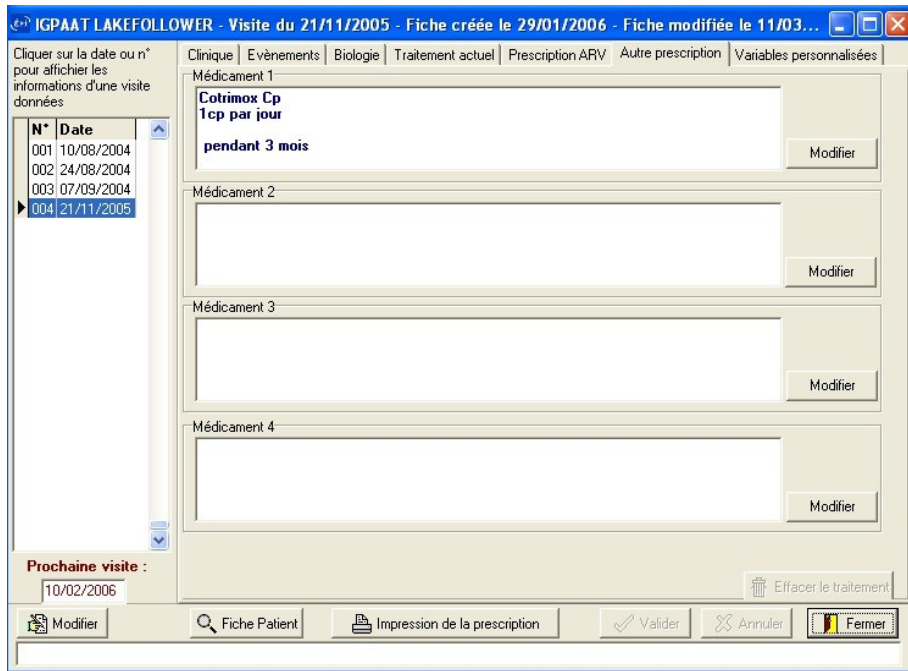 IGPAAT LAKEFOLLOWER - Visite du 21/11/2005 - Fiche créée le 29/01/2006 - Fiche modifiée le 11/03...
Cliquer sur la date ou n°
pour afficher les
informations d'une visite
données
N° Date
001 10/08/2004
002 24/08/2004
003 07/09/2004
004 21/11/2005
Prochaine visite :
10/02/2006
Clinique Evènements Biologie Traitement actuel Prescription ARV Autre prescription Variables personnalisées
Médicament 1
Cotrimox Cp
1cp par jour
pendant 3 mois
Modifier
Médicament 2
Modifier
Médicament 3
Modifier
Médicament 4
Modifier
Effacer le traitement
Modifier Fiche Patient Impression de la prescription Valider Annuler Fermer